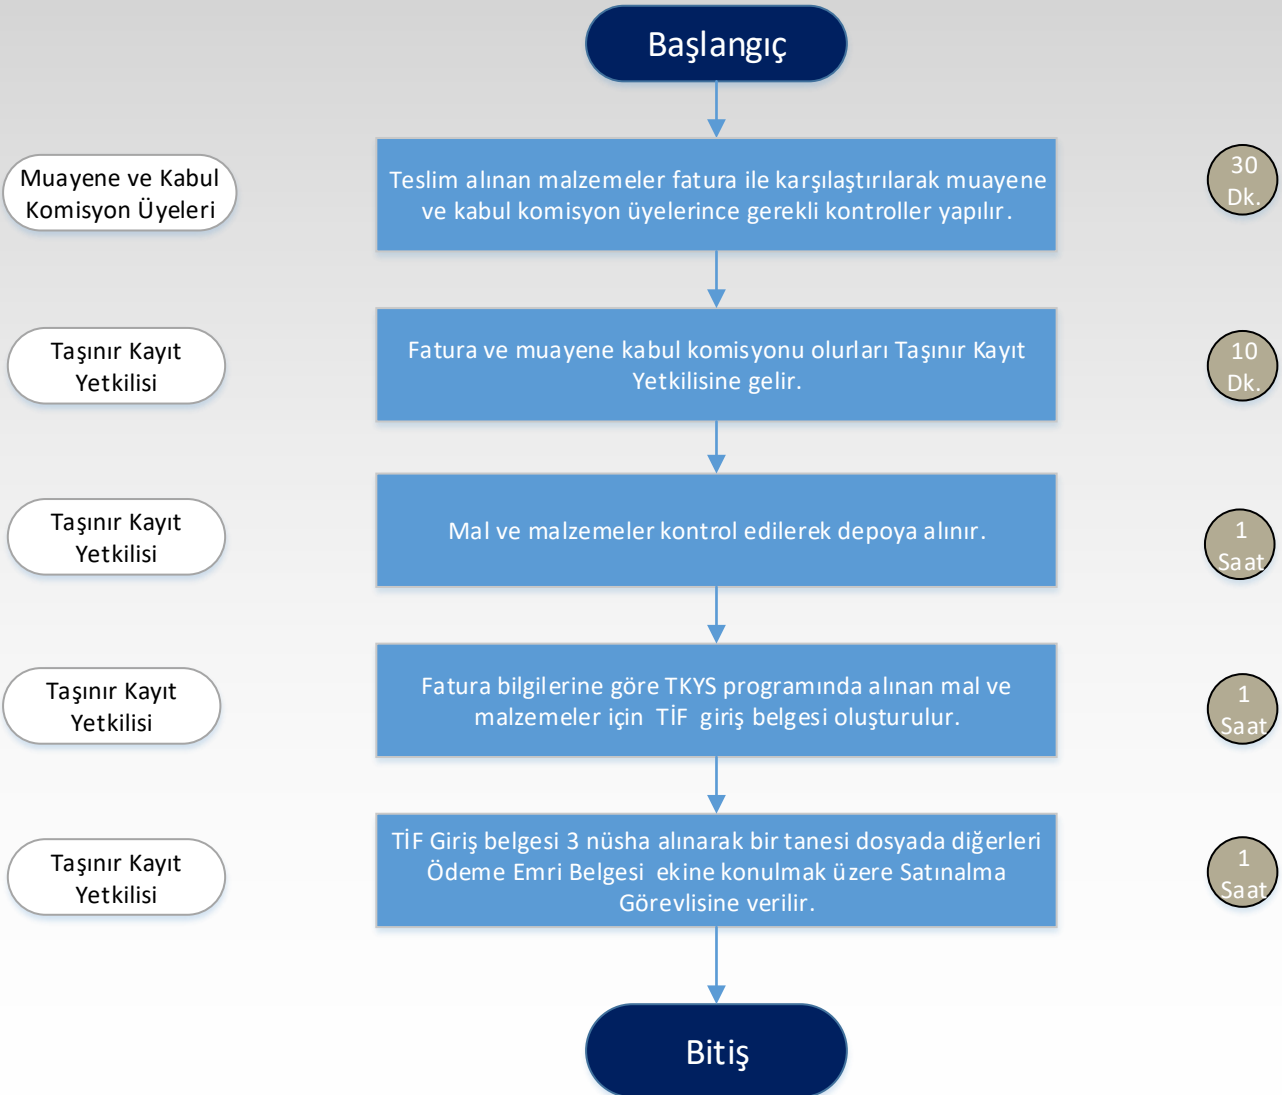 Başlangıç
Muayene ve Kabul
Komisyon Üyeleri
Teslim alınan malzemeler fatura ile karşılaştırılarak muayene
ve kabul komisyon üyelerince gerekli kontroller yapılır.
30
Dk.
Taşınır Kayıt
Yetkilisi
Fatura ve muayene kabul komisyonu olurları Taşınır Kayıt
Yetkilisine gelir.
10
Dk.
Taşınır Kayıt
Yetkilisi
Mal ve malzemeler kontrol edilerek depoya alınır.
1
Saat
Taşınır Kayıt
Yetkilisi
Fatura bilgilerine göre TKYS programında alınan mal ve
malzemeler için TİF giriş belgesi oluşturulur.
1
Saat
Taşınır Kayıt
Yetkilisi
TİF Giriş belgesi 3 nüsha alınarak bir tanesi dosyada diğerleri
Ödeme Emri Belgesi ekine konulmak üzere Satınalma
Görevlisine verilir.
1
Saat
Bitiş